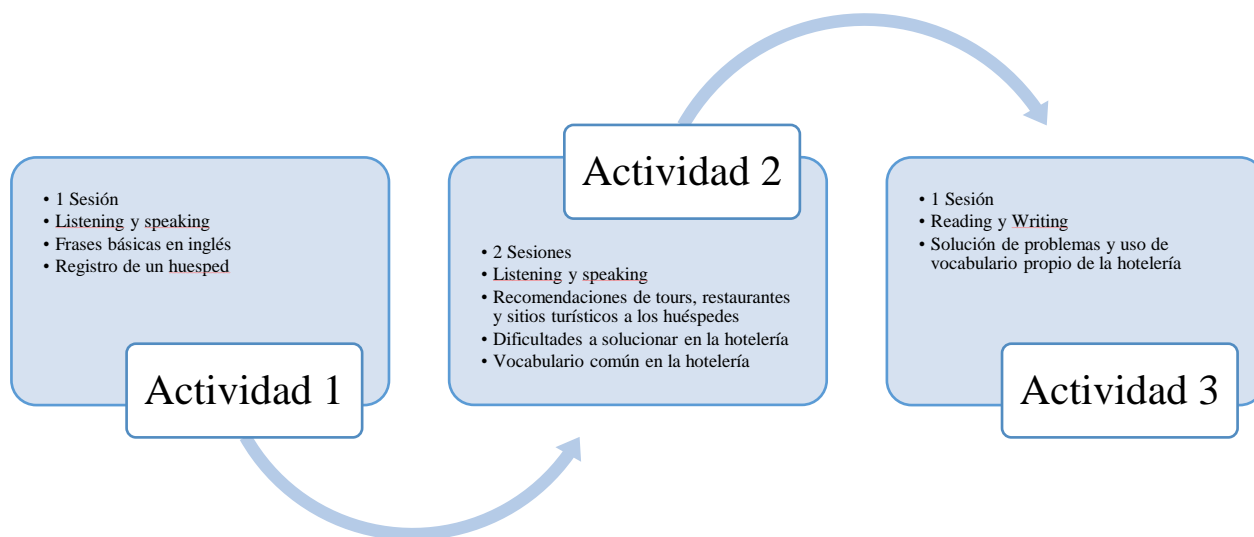 • 1 Sesión
• Listening y speaking
• Frases básicas en inglés
• Registro de un huesped
Actividad 1
Actividad 2
• 2 Sesiones
• Listening y speaking
• Recomendaciones de tours, restaurantes
y sitios turísticos a los huéspedes
• Dificultades a solucionar en la hotelería
• Vocabulario común en la hotelería
• 1 Sesión
• Reading y Writing
• Solución de problemas y uso de
vocabulario propio de la hotelería
Actividad 3